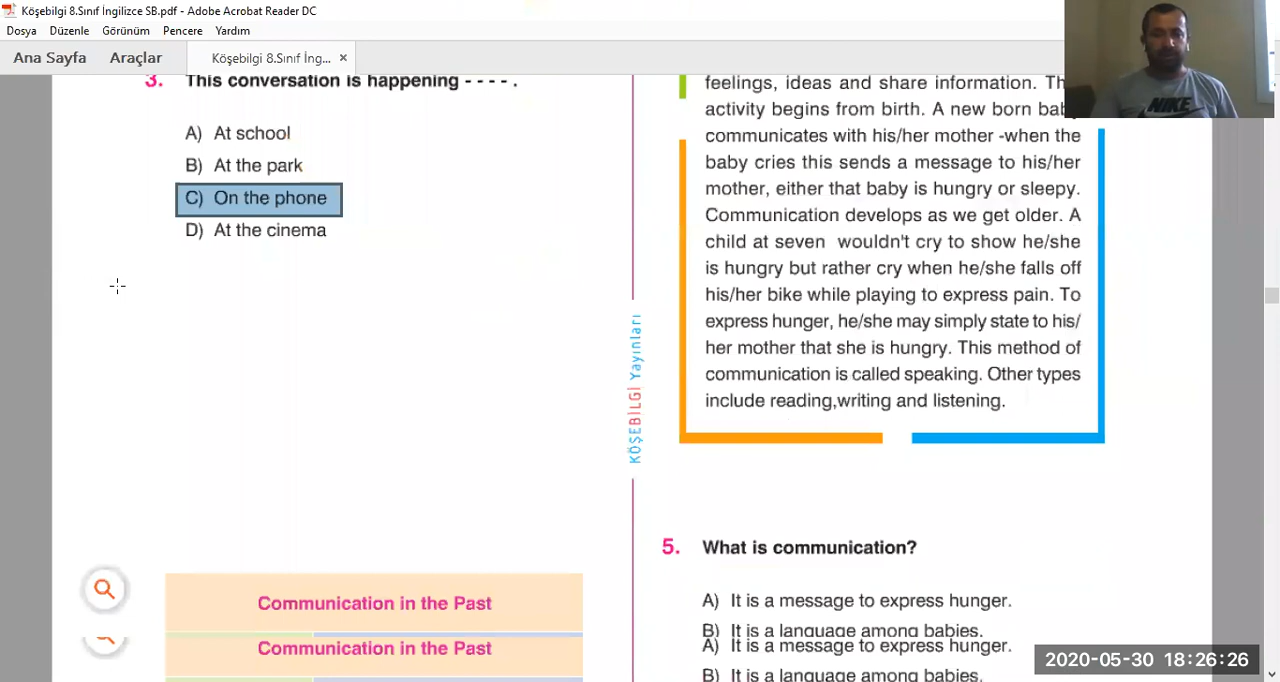 Köşebilgi 8.Sınıf İngilizce SB.pdf - Adobe Acrobat Reader DC
Dosya Düzenle Görünüm Pencere Yardım
Ana Sayfa Araçlar Köşebilgi 8.Sınıf İng... ×
3. This conversation is happening - - - - .
A) At school
B) At the park
C) On the phone
D) At the cinema
Communication in the Past
Communication in the Past
KÖŞEBİLGİ Yayınları
feelings, ideas and share information.
activity begins from birth. A new born
communicates with his/her mother -when the
baby cries this sends a message to his/her
mother, either that baby is hungry or sleepy.
Communication develops as we get older. A
child at seven wouldn't cry to show he/she
is hungry but rather cry when he/she falls off
his/her bike while playing to express pain. To
express hunger, he/she may simply state to his/
her mother that she is hungry. This method of
communication is called speaking. Other types
include reading,writing and listening.
5. What is communication?
A) It is a message to express hunger.
B) It is a language among babies.
A) It is a message to express hunger.
B) It is a language among babies.
NIKE
2020-05-30 18:26:26